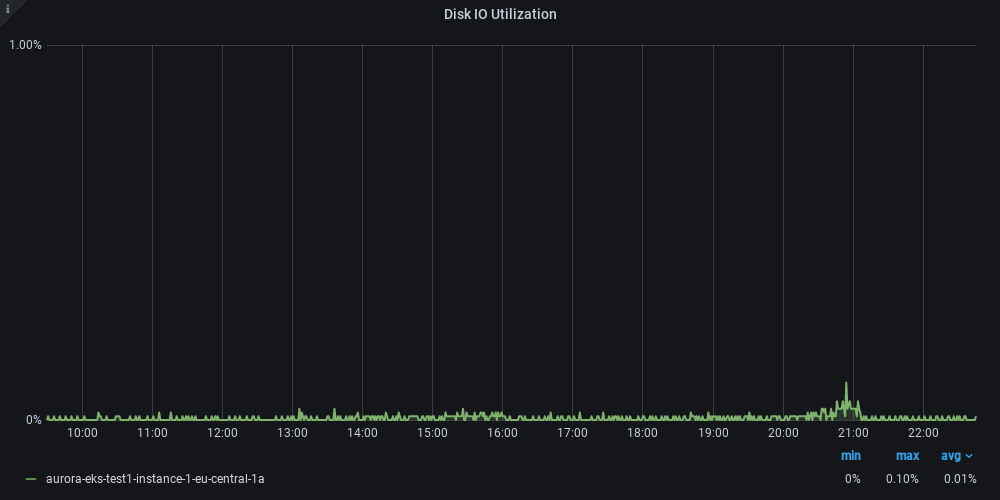 i
Disk IO Utilization
1.00%
0%
10:00 11:00 12:00 13:00 14:00 15:00 16:00 17:00 18:00 19:00 20:00 21:00 22:00
min max avg
aurora-eks-test1-instance-1-eu-central-1a 0% 0.10% 0.01%